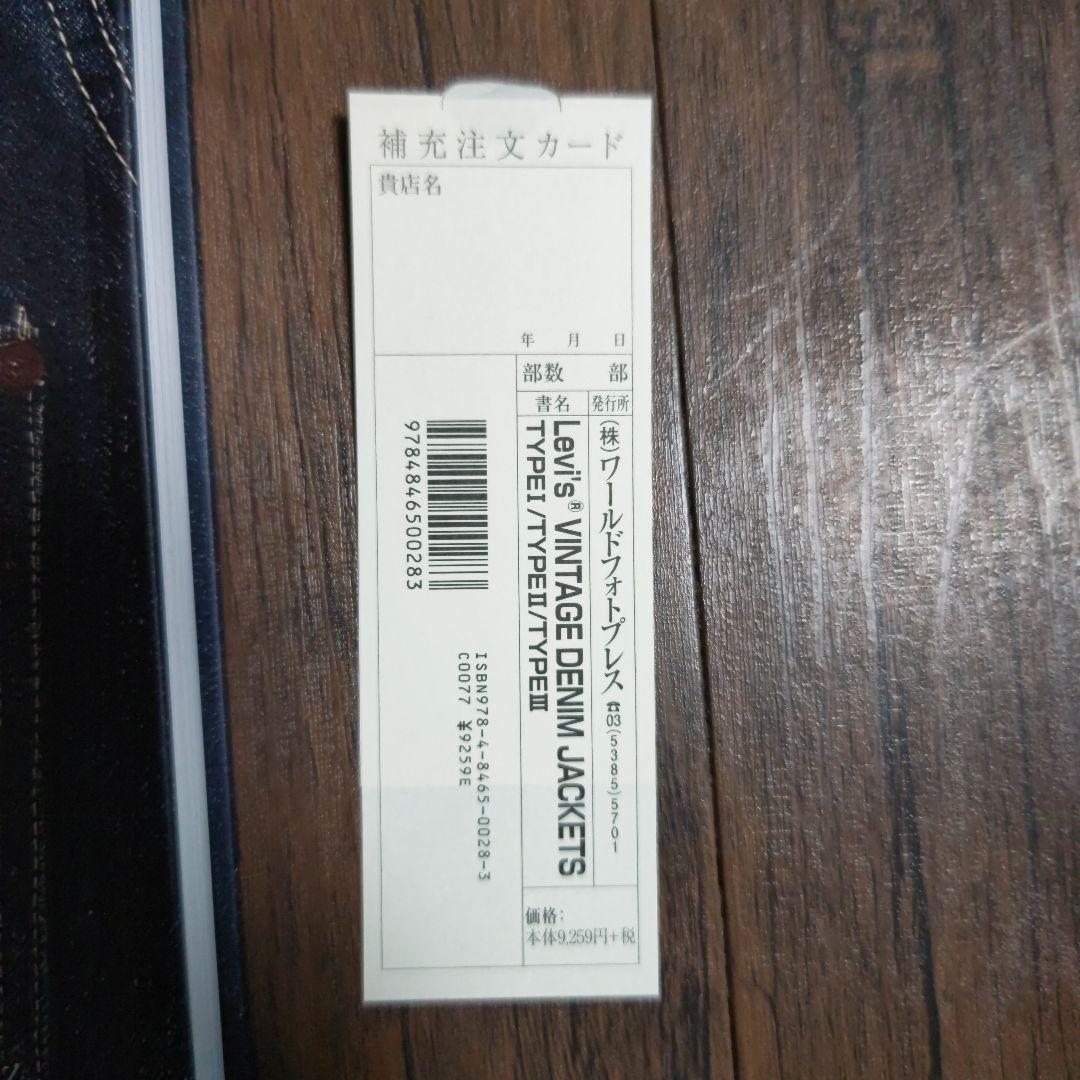 補充注文カード
貴店名
年 月 日
部数 部
書名 発行所
(株)ワールドフォトプレス ☎03(5385)5701
Levi's® VINTAGE DENIM JACKETS
TYPEⅠ/TYPEⅡ/TYPEⅢ
9784846500283
ISBN978-4-8465-0028-3
C0077 ¥9259E
価格:
本体9,259円+税